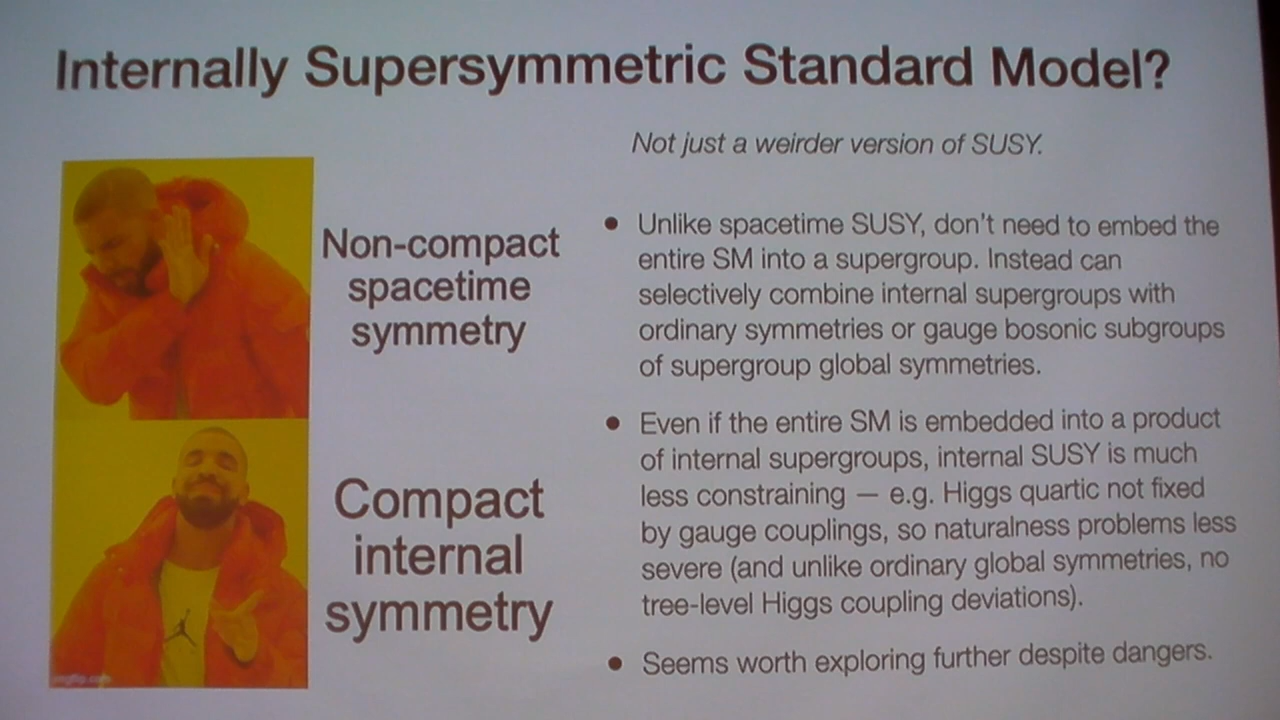 Internally Supersymmetric Standard Model?
Not just a weirder version of SUSY.
Non-compact
spacetime
symmetry
Compact
internal
symmetry
• Unlike spacetime SUSY, don't need to embed the
entire SM into a supergroup. Instead can
selectively combine internal supergroups with
ordinary symmetries or gauge bosonic subgroups
of supergroup global symmetries.
• Even if the entire SM is embedded into a product
of internal supergroups, internal SUSY is much
less constraining — e.g. Higgs quartic not fixed
by gauge couplings, so naturalness problems less
severe (and unlike ordinary global symmetries, no
tree-level Higgs coupling deviations).
• Seems worth exploring further despite dangers.